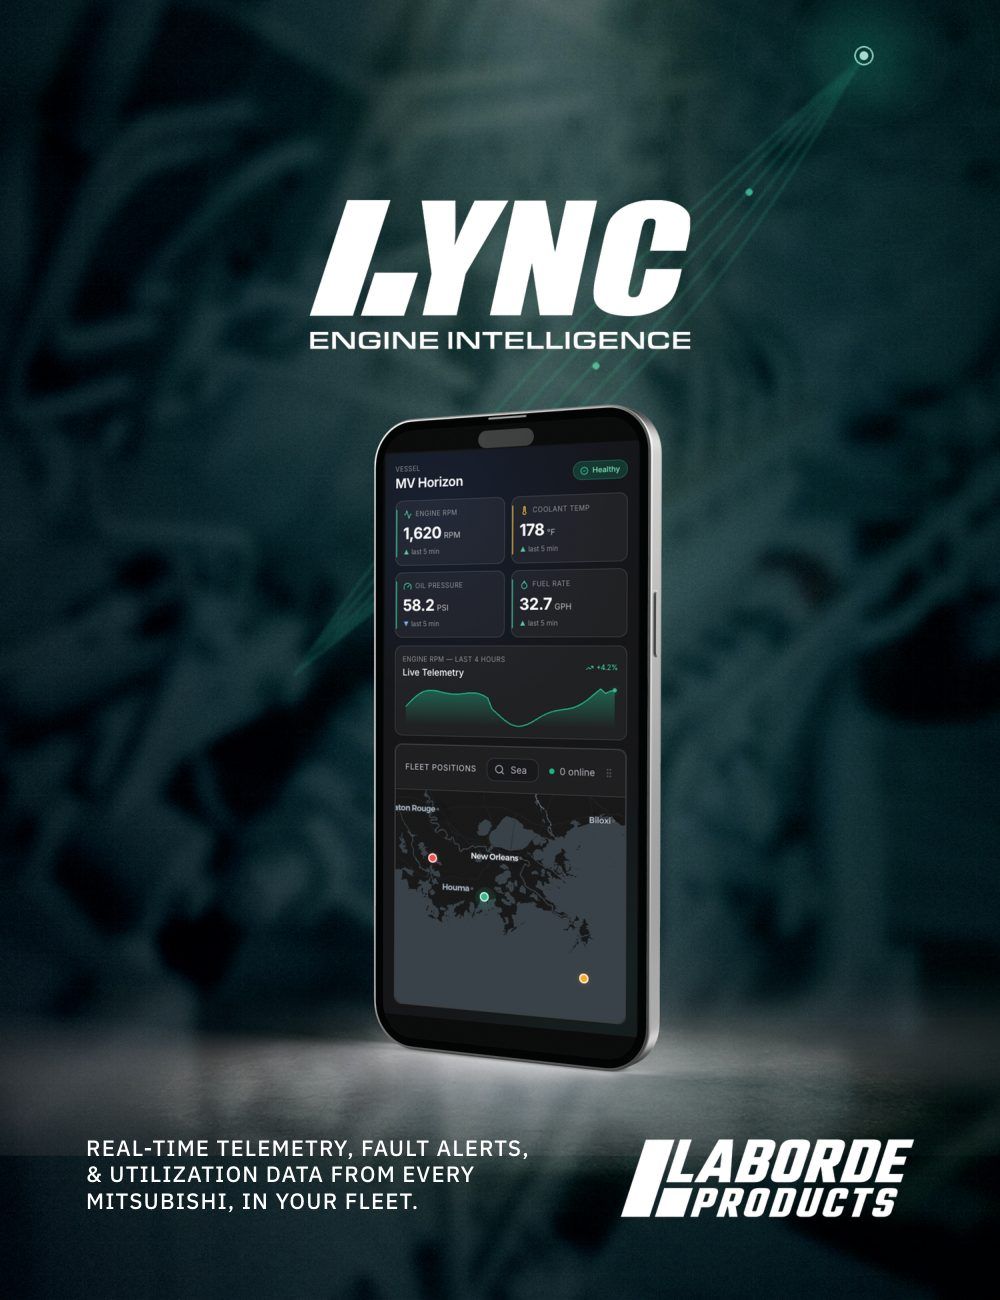 LYNC
ENGINE INTELLIGENCE
VESSEL
MV Horizon
Healthy
ENGINE RPM
1,620 RPM
last 5 min
COOLANT TEMP
178 °F
last 5 min
OIL PRESSURE
58.2 PSI
last 5 min
FUEL RATE
32.7 GPH
last 5 min
ENGINE RPM — LAST 4 HOURS
Live Telemetry
+4.2%
FLEET POSITIONS
Sea
0 online
aton Rouge
Biloxi
New Orleans
Houma
REAL-TIME TELEMETRY, FAULT ALERTS,
& UTILIZATION DATA FROM EVERY
MITSUBISHI, IN YOUR FLEET.
LABORDE
PRODUCTS